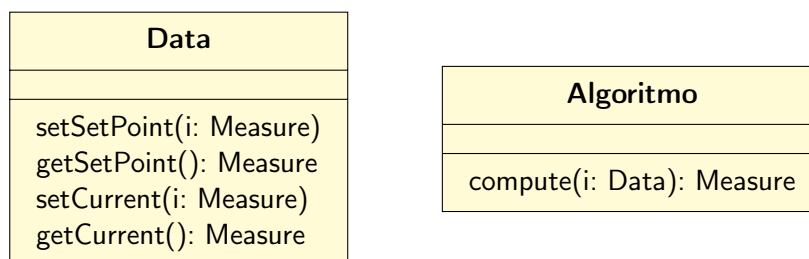 Data
setSetPoint(i: Measure)
getSetPoint(): Measure
setCurrent(i: Measure)
getCurrent(): Measure
Algoritmo
compute(i: Data): Measure